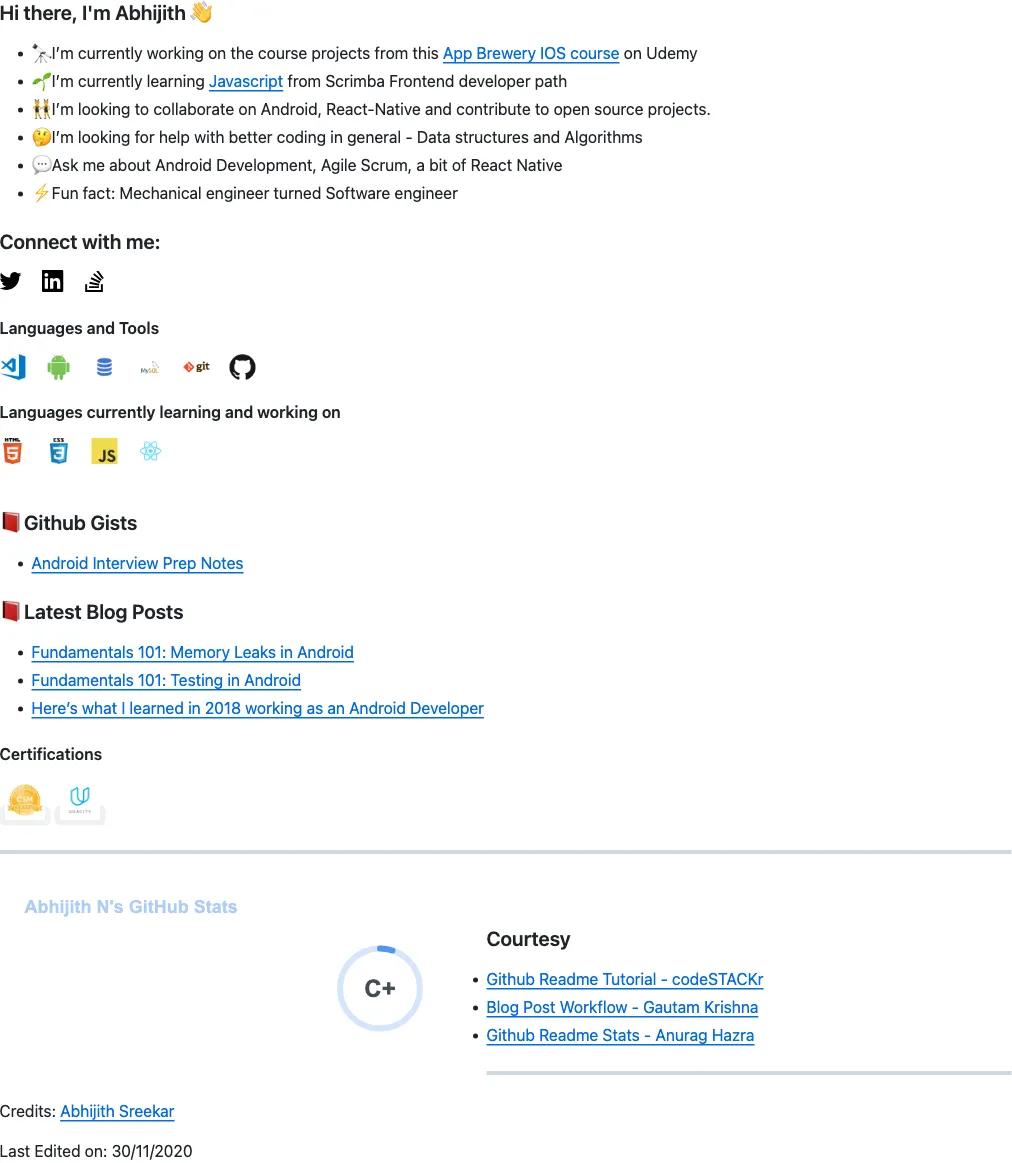 Hi there, I'm Abhijith 👋
🔭I’m currently working on the course projects from this App Brewery IOS course on Udemy
🌱I’m currently learning Javascript from Scrimba Frontend developer path
👯I’m looking to collaborate on Android, React-Native and contribute to open source projects.
🤔I’m looking for help with better coding in general - Data structures and Algorithms
💬Ask me about Android Development, Agile Scrum, a bit of React Native
⚡Fun fact: Mechanical engineer turned Software engineer
Connect with me:
in
Languages and Tools
MySQL git
Languages currently learning and working on
HTML 5 CSS 3 JS
📕Github Gists
Android Interview Prep Notes
📕Latest Blog Posts
Fundamentals 101: Memory Leaks in Android
Fundamentals 101: Testing in Android
Here’s what I learned in 2018 working as an Android Developer
Certifications
CSM UDACITY
Abhijith N's GitHub Stats
C+
Courtesy
Github Readme Tutorial - codeSTACKr
Blog Post Workflow - Gautam Krishna
Github Readme Stats - Anurag Hazra
Credits: Abhijith Sreekar
Last Edited on: 30/11/2020